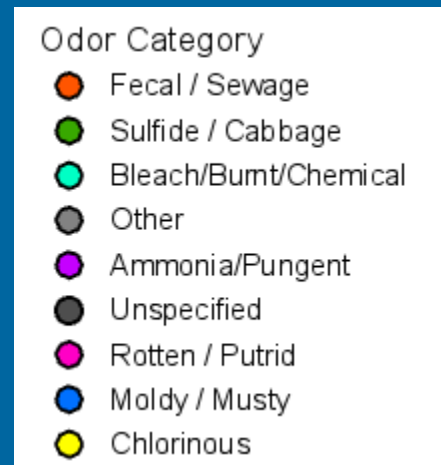 Odor Category
Fecal / Sewage
Sulfide / Cabbage
Bleach/Burnt/Chemical
Other
Ammonia/Pungent
Unspecified
Rotten / Putrid
Moldy / Musty
Chlorinous